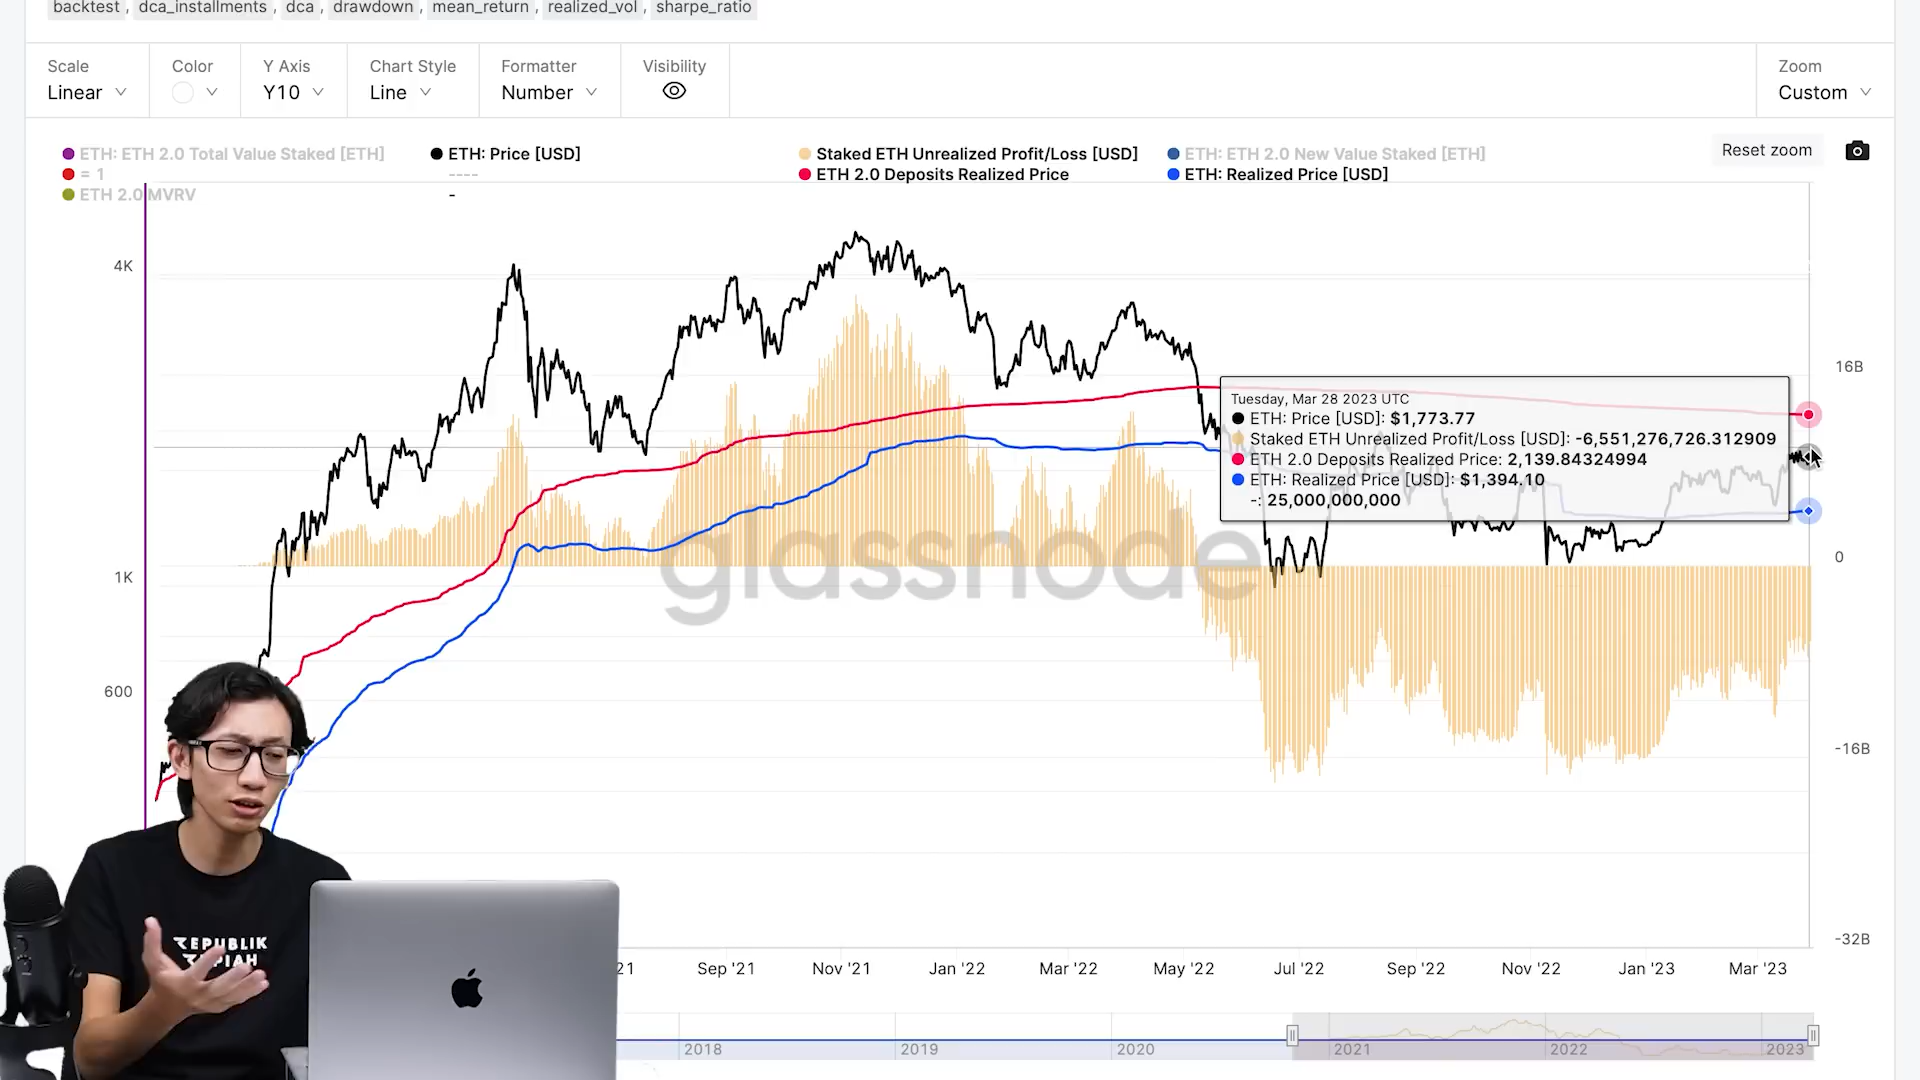 backtest , dca_installments , dca , drawdown , mean_return , realized_vol , sharpe_ratio
Scale Color Y Axis Chart Style Formatter Visibility Zoom
Linear Y10 Line Number Custom
ETH: ETH 2.0 Total Value Staked [ETH] ETH: Price [USD] Staked ETH Unrealized Profit/Loss [USD] ETH: ETH 2.0 New Value Staked [ETH] Reset zoom
= 1 ---- ETH 2.0 Deposits Realized Price ETH: Realized Price [USD]
ETH 2.0 MVRV -
4K
16B
Tuesday, Mar 28 2023 UTC
ETH: Price [USD]: $1,773.77
Staked ETH Unrealized Profit/Loss [USD]: -6,551,276,726.312909
ETH 2.0 Deposits Realized Price: 2,139.84324994
ETH: Realized Price [USD]: $1,394.10
-: 25,000,000,000
glassnode
0
1K
600
-16B
REPUBLIK
RUPIAH
-32B
21 Sep '21 Nov '21 Jan '22 Mar '22 May '22 Jul '22 Sep '22 Nov '22 Jan '23 Mar '23
2018 2019 2020 2021 2022 2023